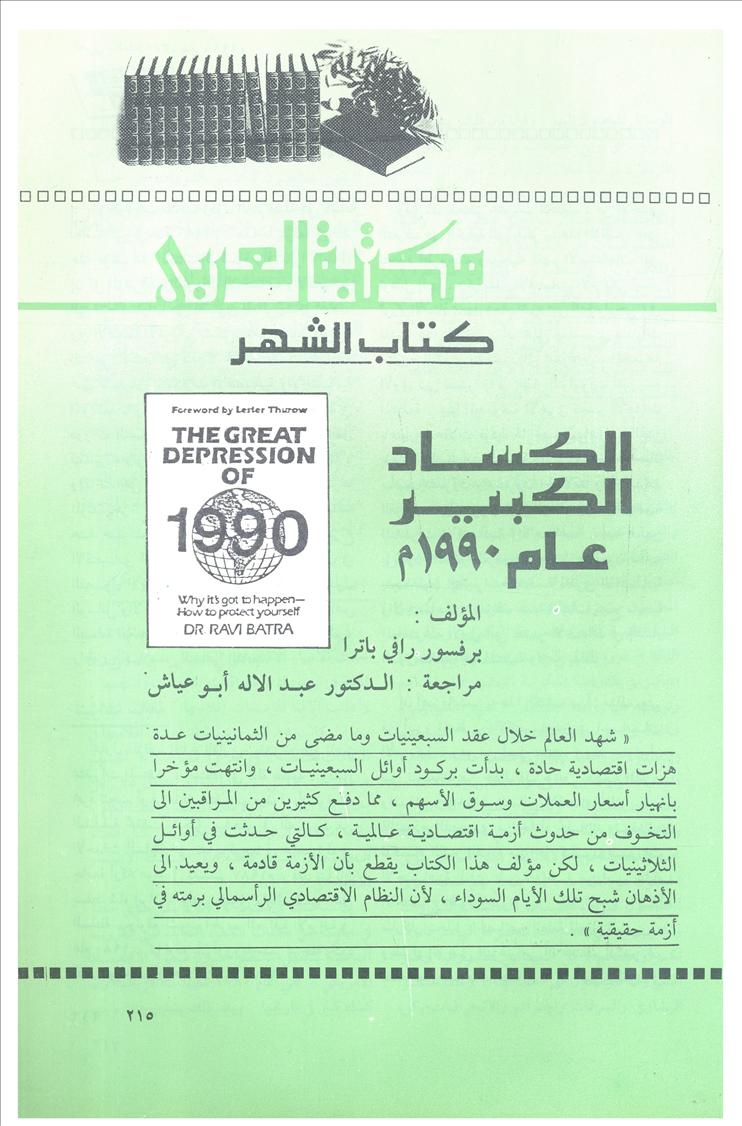 مكتبة العربي
كتاب الشهر
Foreword by Lester Thurow
THE GREAT
DEPRESSION
OF
1990
Why it's got to happen—
How to protect yourself
DR. RAVI BATRA
الكساد
الكبير
عام ١٩٩٠م
المؤلف :
برفسور رافي باترا
مراجعة : الدكتور عبد الاله أبو عياش
« شهد العالم خلال عقد السبعينيات وما مضى من الثمانينيات عدة
هزات اقتصادية حادة ، بدأت بركود أوائل السبعينيات ، وانتهت مؤخرا
بانهيار أسعار العملات وسوق الأسهم ، مما دفع كثيرين من المراقبين الى
التخوف من حدوث أزمة اقتصادية عالمية ، كالتي حدثت في أوائل
الثلاثينيات ، لكن مؤلف هذا الكتاب يقطع بأن الأزمة قادمة ، ويعيد الى
الأذهان شبح تلك الأيام السوداء ، لأن النظام الاقتصادي الرأسمالي برمته في
أزمة حقيقية » .
٢١٥